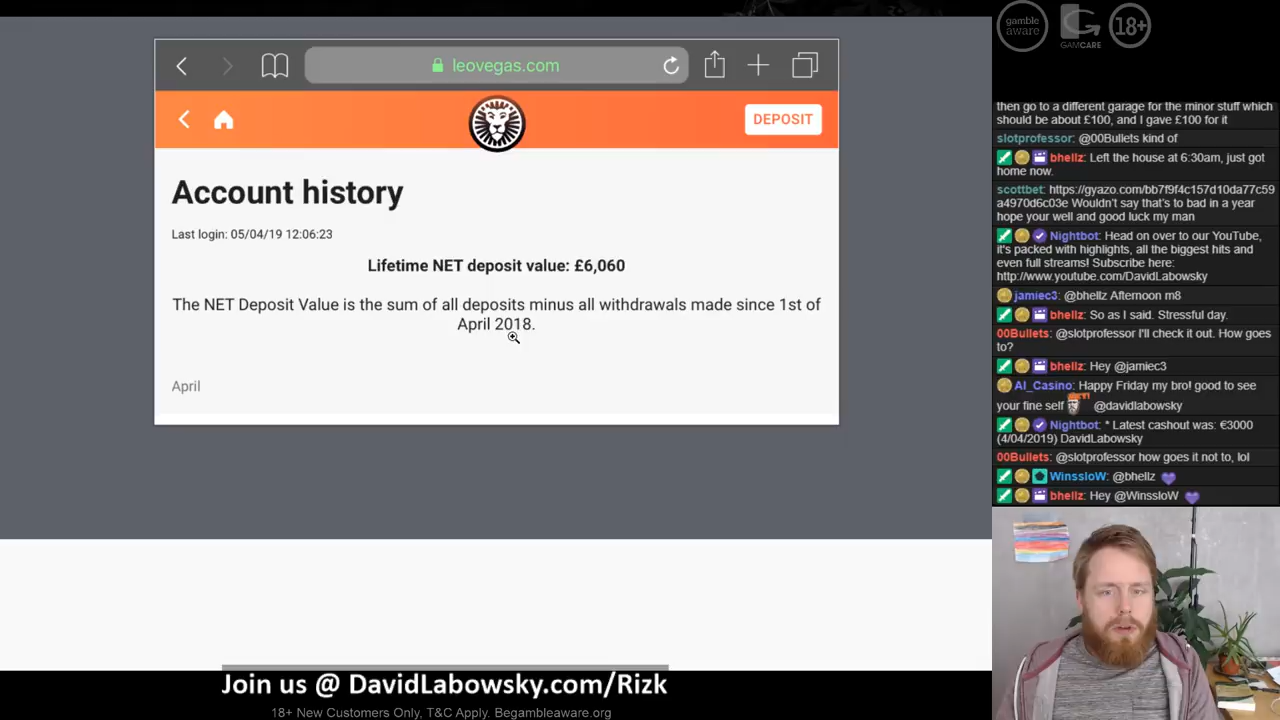 leovegas.com
DEPOSIT
Account history
Last login: 05/04/19 12:06:23
Lifetime NET deposit value: £6,060
The NET Deposit Value is the sum of all deposits minus all withdrawals made since 1st of
April 2018.
April
Join us @ DavidLabowsky.com/Rizk
18+ New Customers Only, T&C Apply. Begambleaware.org
gamble
aware
GAMCARE
18+
then go to a different garage for the minor stuff which
should be about £100, and I gave £100 for it
slotprofessor: @00Bullets kind of
bhellz: Left the house at 6:30am, just got
home now.
scottbet: https://gyazo.com/bb7f9f4c157d10da77c59
a4970d6c03e Wouldn't say that's to bad in a year
hope your well and good luck my man
Nightbot: Head on over to our YouTube,
it's packed with highlights, all the biggest hits and
even full streams! Subscribe here:
http://www.youtube.com/DavidLabowsky
jamiec3: @bhellz Afternoon m8
bhellz: So as I said. Stressful day.
00Bullets: @slotprofessor I'll check it out. How goes
to?
bhellz: Hey @jamiec3
Al_Casino: Happy Friday my bro! good to see
your fine self @davidlabowsky
Nightbot: * Latest cashout was: €3000
(4/04/2019) DavidLabowsky
00Bullets: @slotprofessor how goes it not to, lol
WinssloW: @bhellz
bhellz: Hey @WinssloW